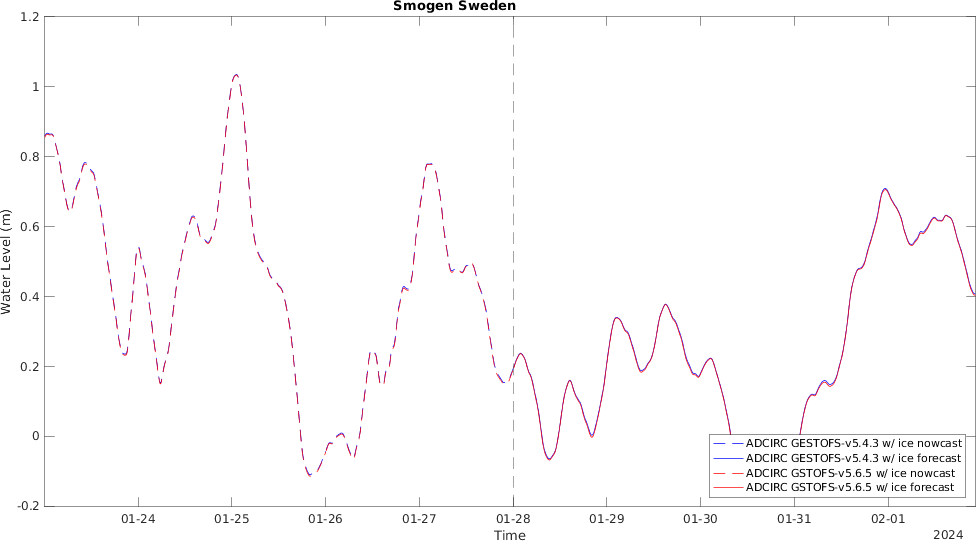 Smogen Sweden
1.2
1
0.8
0.6
0.4
0.2
0
-0.2
Water Level (m)
ADCIRC GESTOFS-v5.4.3 w/ ice nowcast
ADCIRC GESTOFS-v5.4.3 w/ ice forecast
ADCIRC GSTOFS-v5.6.5 w/ ice nowcast
ADCIRC GSTOFS-v5.6.5 w/ ice forecast
01-24 01-25 01-26 01-27 01-28 01-29 01-30 01-31 02-01
Time
2024